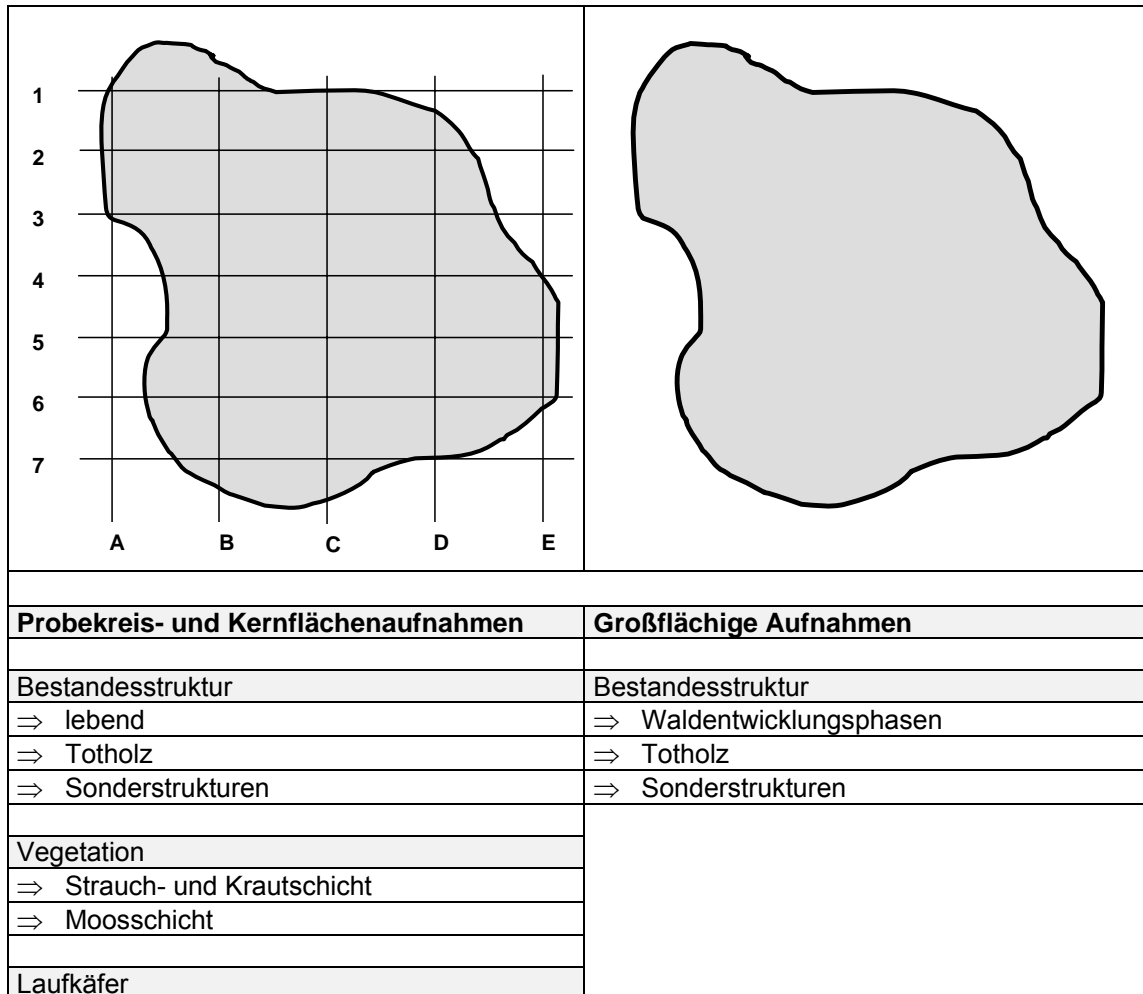 1
2
3
4
5
6
7
A B C D E
Probekreis- und Kernflächenaufnahmen Großflächige Aufnahmen
Bestandesstruktur Bestandesstruktur
⇒ lebend ⇒ Waldentwicklungsphasen
⇒ Totholz ⇒ Totholz
⇒ Sonderstrukturen ⇒ Sonderstrukturen
Vegetation
⇒ Strauch- und Krautschicht
⇒ Moosschicht
Laufkäfer